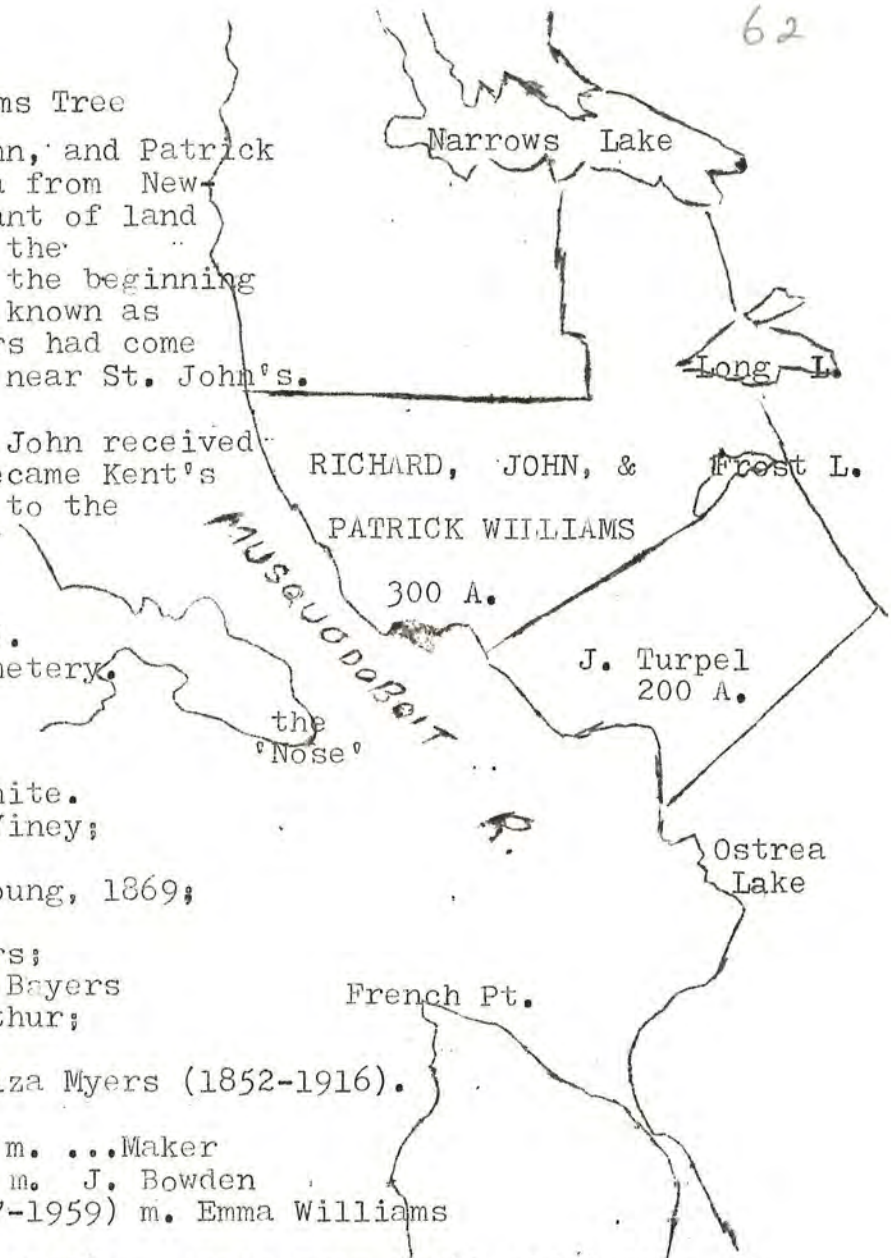 62
ms Tree
nn, and Patrick
n from New-
ant of land
the
the beginning
known as
rs had come
near St. John's.
John received
ecame Kent's
to the
.
metery.
hite.
Viney;
oung, 1869;
rs;
Bayers
thur;
iza Myers (1852-1916).
m. ...Maker
m. J. Bowden
7-1959) m. Emma Williams
Narrows Lake
Long L.
RICHARD, JOHN, & Frost L.
PATRICK WILLIAMS
300 A.
MUSQUODOBOIT
J. Turpel
200 A.
the
'Nose'
Ostrea
Lake
French Pt.